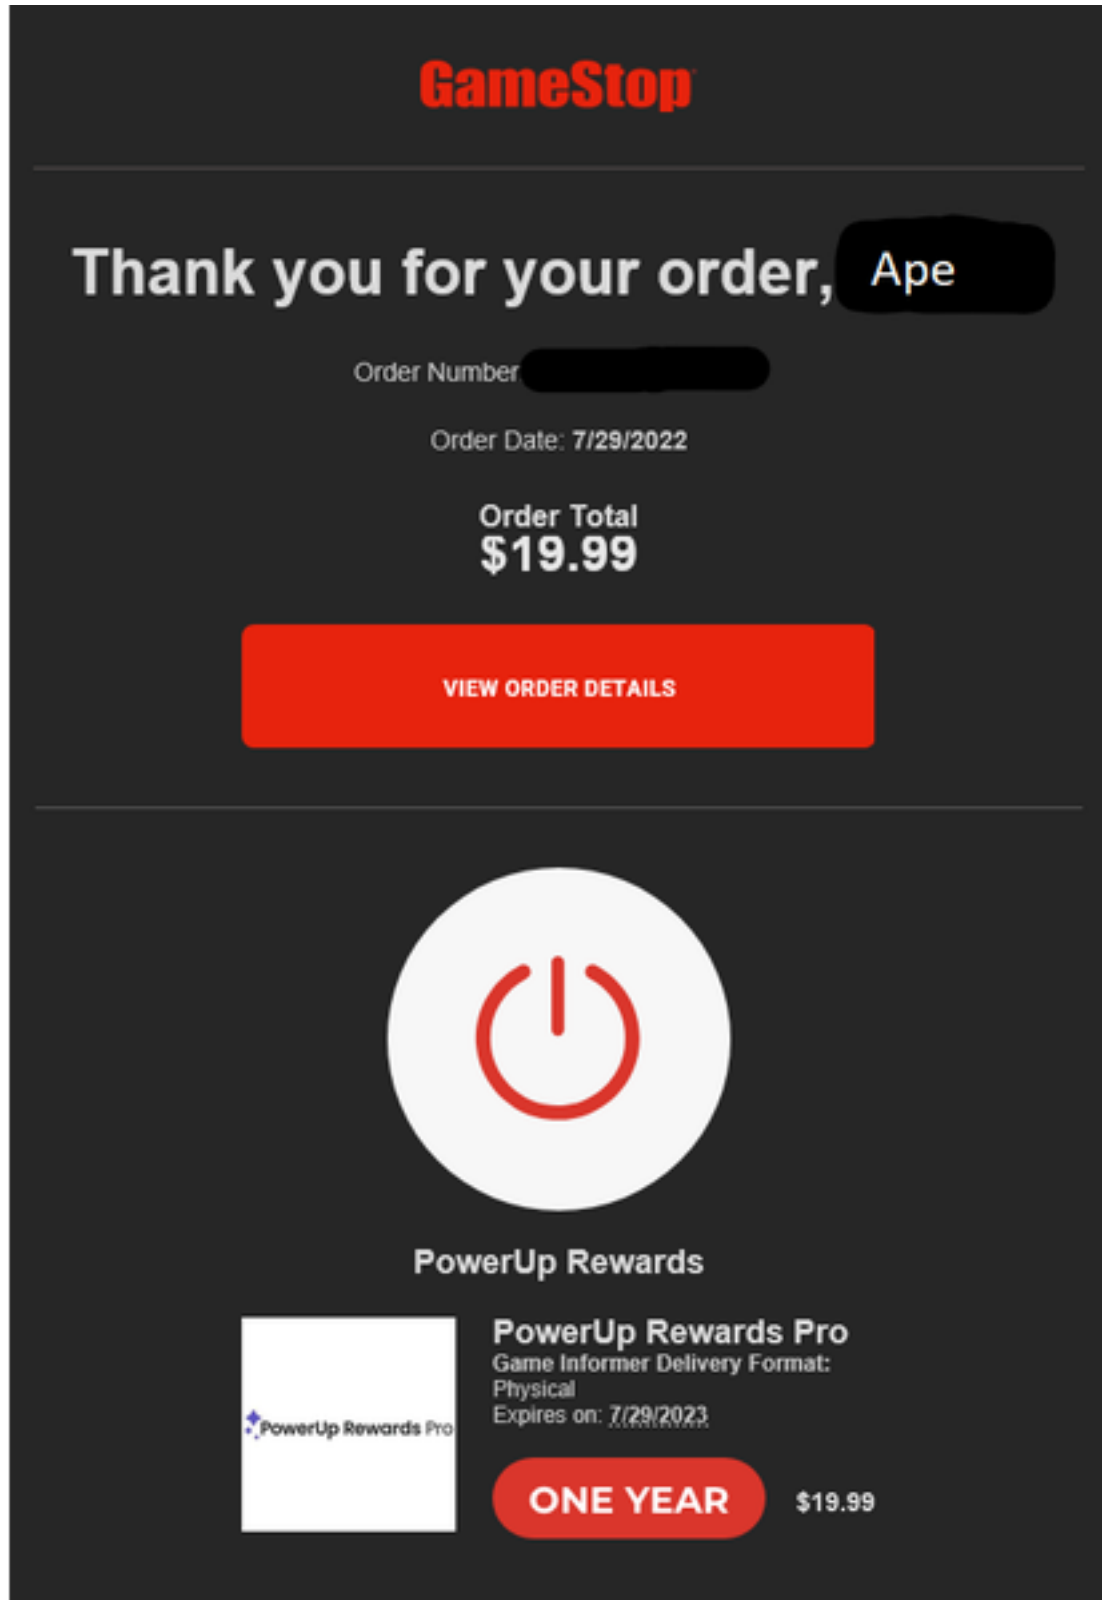 GameStop
Thank you for your order, Ape
Order Number
Order Date: 7/29/2022
Order Total
$19.99
VIEW ORDER DETAILS
PowerUp Rewards
PowerUp Rewards Pro
PowerUp Rewards Pro
Game Informer Delivery Format:
Physical
Expires on: 7/29/2023
ONE YEAR $19.99